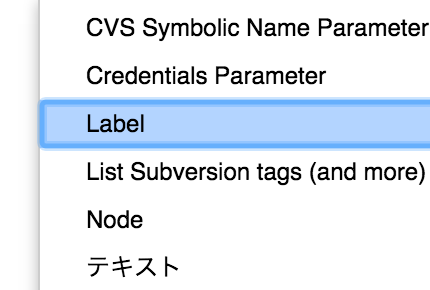 CVS Symbolic Name Parameter
Credentials Parameter
Label
List Subversion tags (and more)
Node
テキスト